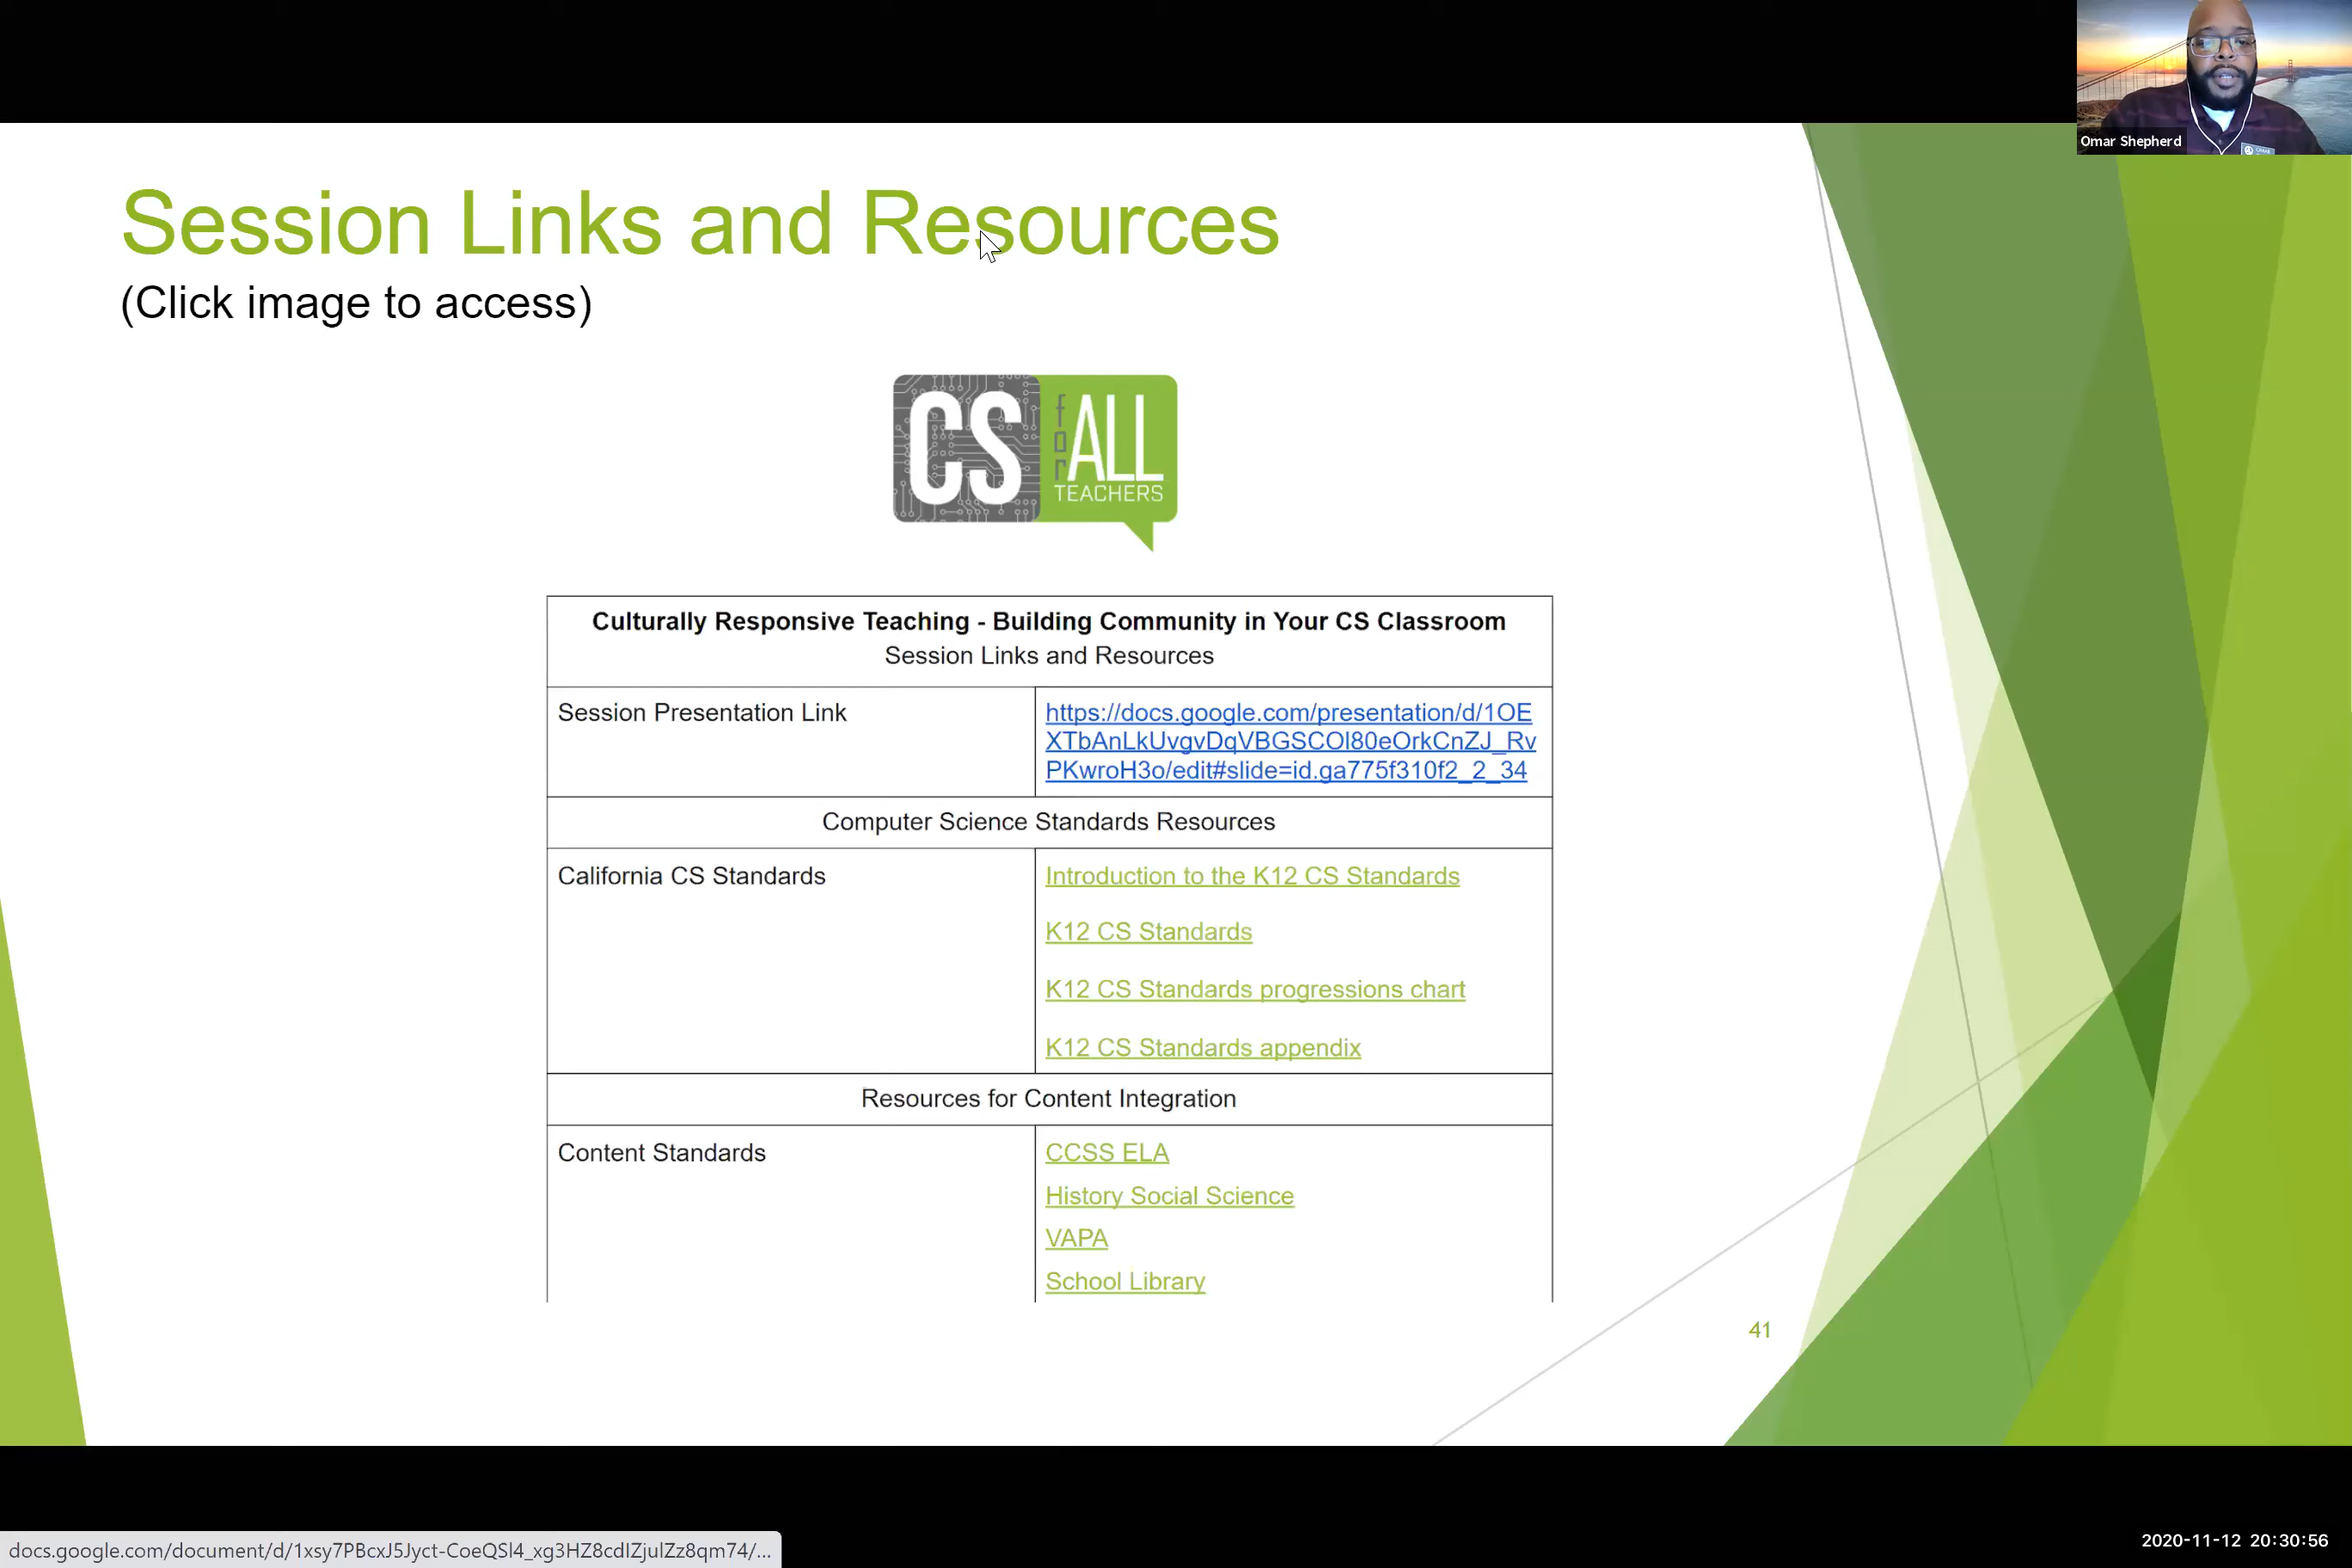 Omar Shepherd
Session Links and Resources
(Click image to access)
CS for ALL
TEACHERS
Culturally Responsive Teaching - Building Community in Your CS Classroom
Session Links and Resources
Session Presentation Link
https://docs.google.com/presentation/d/1OE
XTbAnLkUvgvDqVBGSCOl80eOrkCnZJ_Rv
PKwroH3o/edit#slide=id.ga775f310f2_2_34
Computer Science Standards Resources
California CS Standards
Introduction to the K12 CS Standards
K12 CS Standards
K12 CS Standards progressions chart
K12 CS Standards appendix
Resources for Content Integration
Content Standards
CCSS ELA
History Social Science
VAPA
School Library
41
docs.google.com/document/d/1xsy7PBcxJ5Jyct-CoeQSl4_xg3HZ8cdIZjulZz8qm74/...
2020-11-12 20:30:56